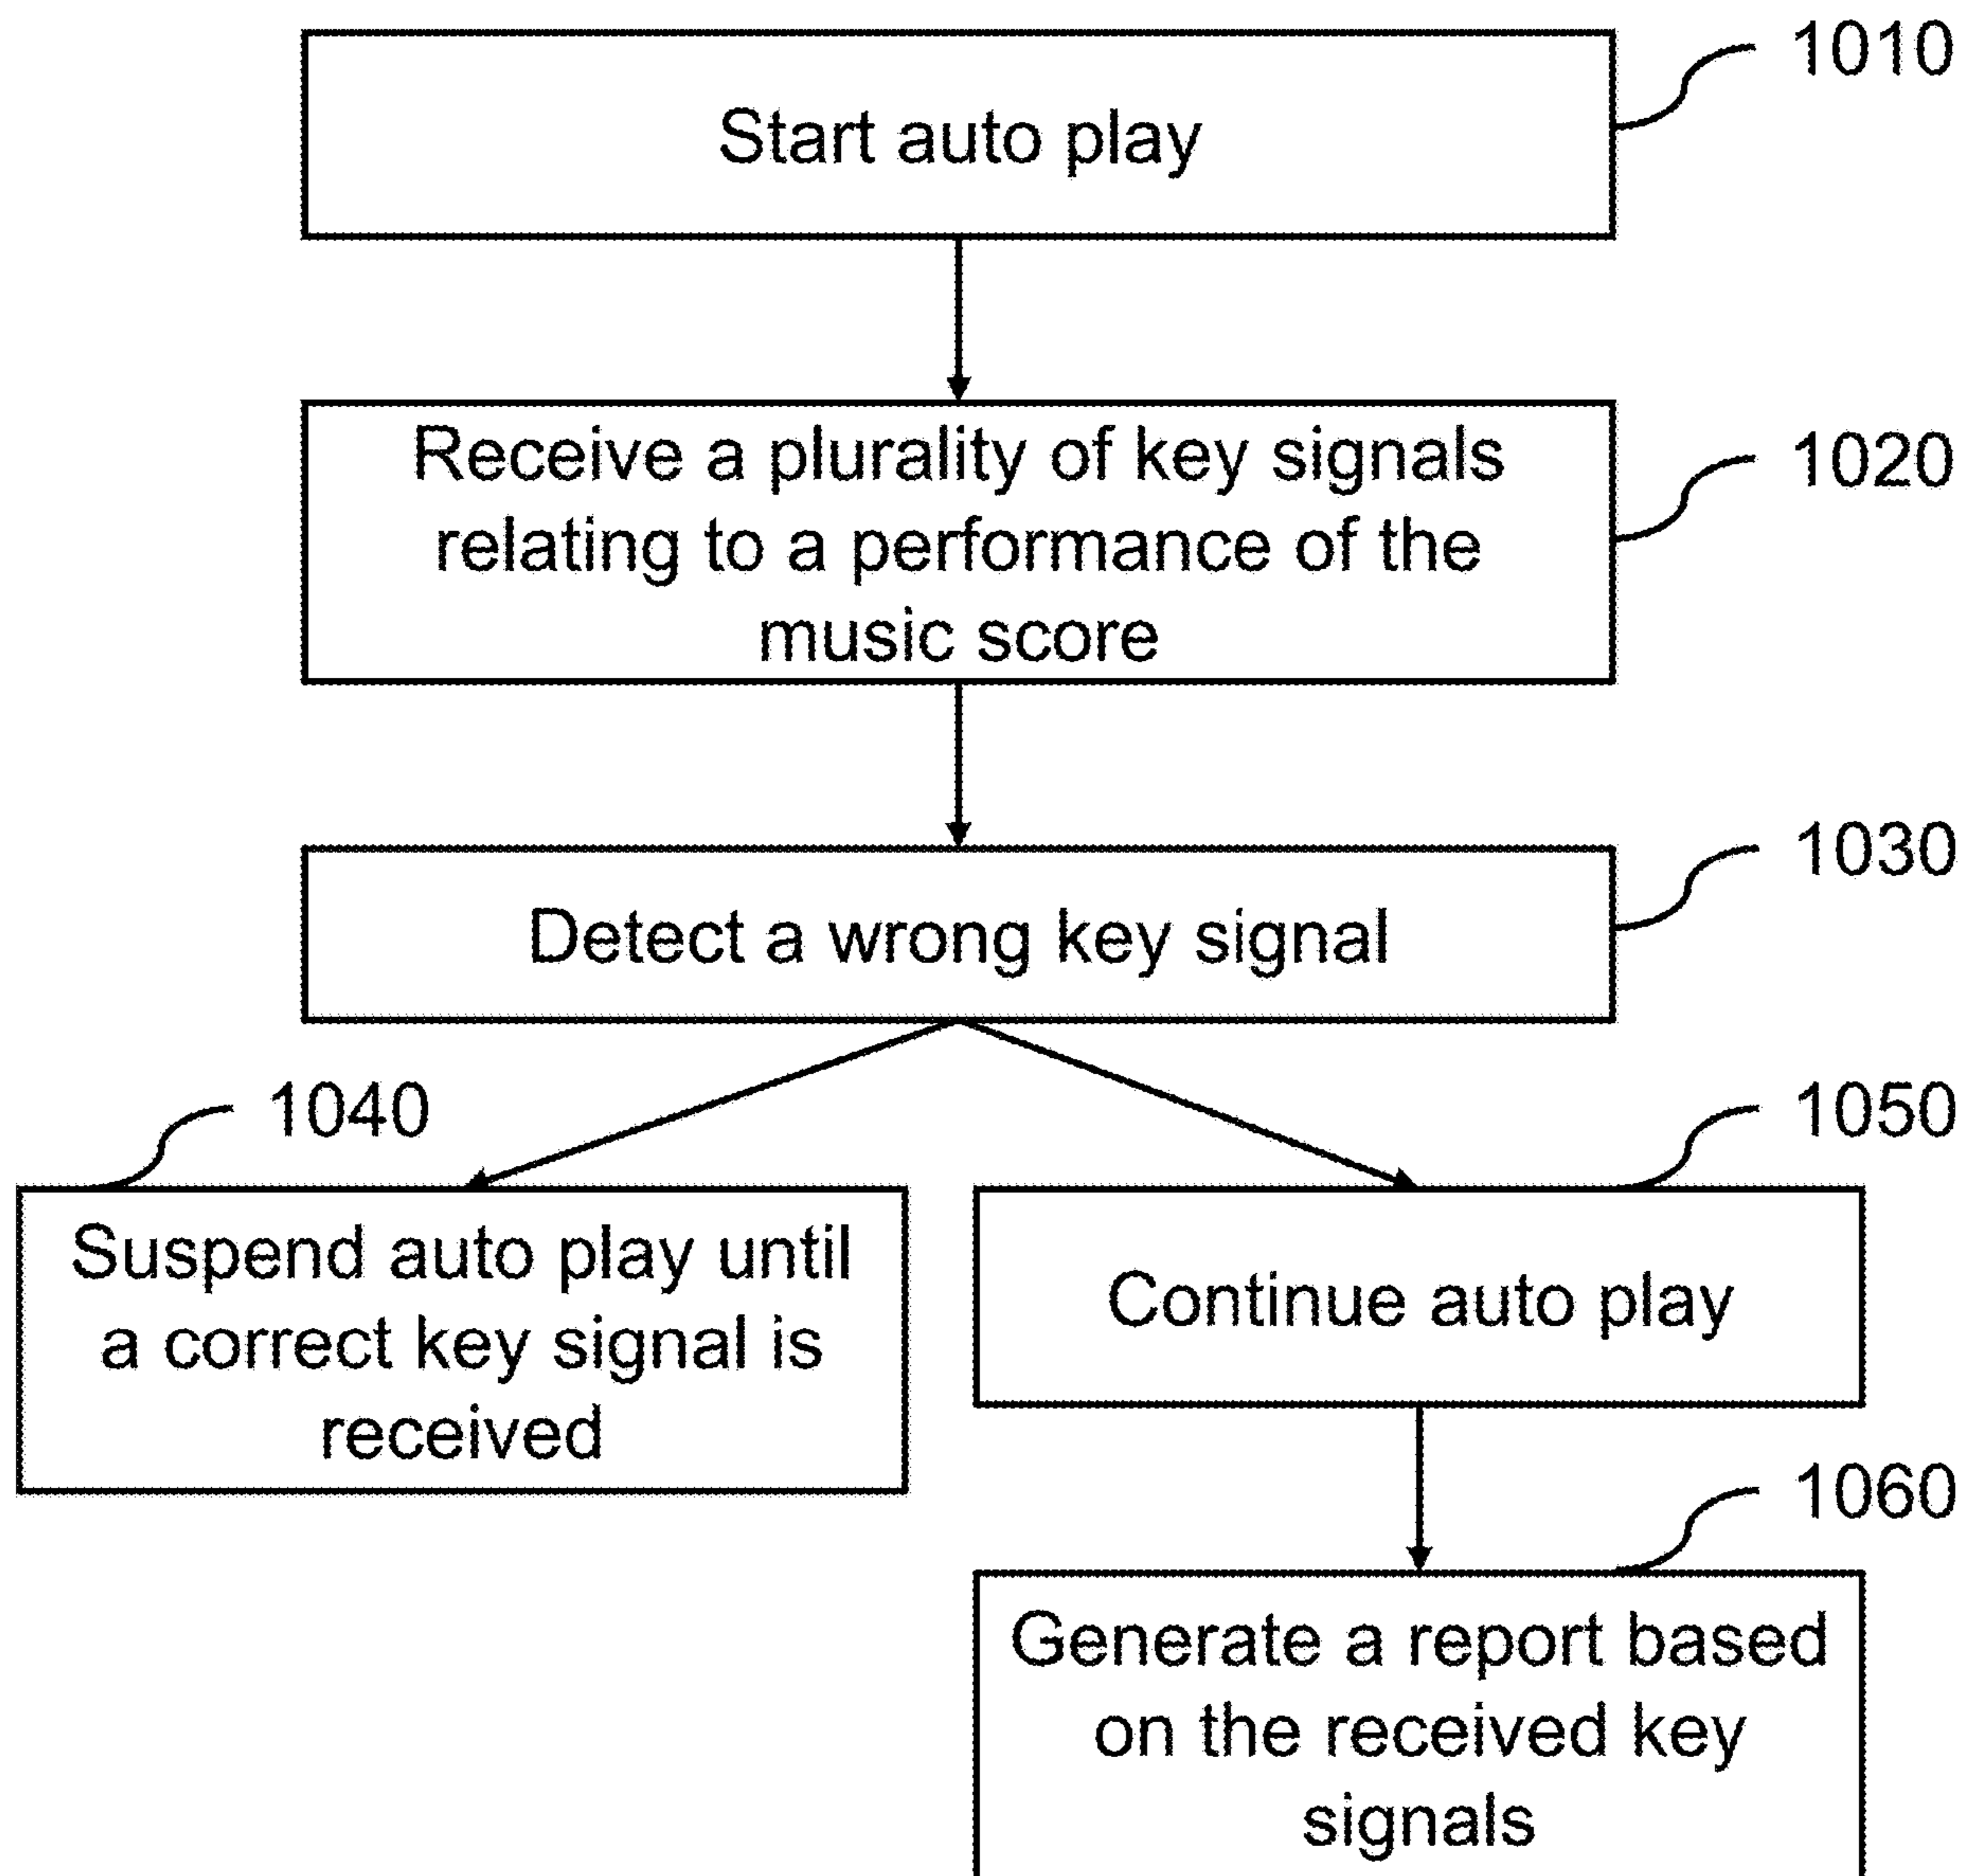 1010
Start auto play
Receive a plurality of key signals
1020
relating to a performance of the
music score
1030
Detect a wrong key signal
1040
1050
Suspend auto play until
a correct key signal is
received
Continue auto play
1060
Generate a report based
on the received key
signals